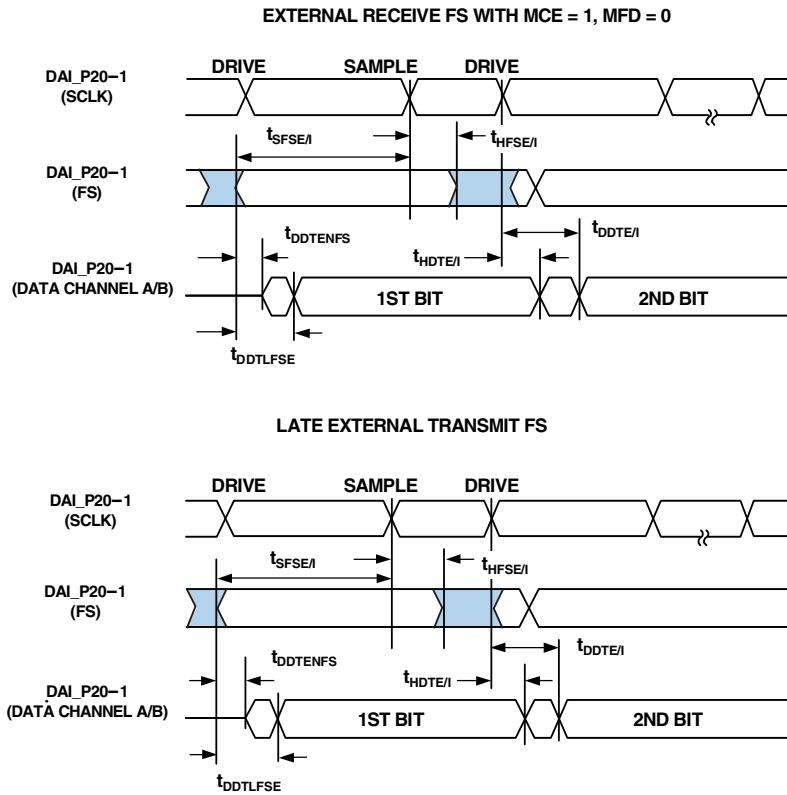 EXTERNAL RECEIVE FS WITH MCE = 1, MFD = 0
DAI_P20–1
(SCLK)
DRIVE SAMPLE DRIVE
tSFSE/I tHFSE/I
DAI_P20–1
(FS)
tDDTENFS tHDTE/I tDDTE/I
DAI_P20–1
(DATA CHANNEL A/B)
1ST BIT 2ND BIT
tDDTLFSE
LATE EXTERNAL TRANSMIT FS
DRIVE SAMPLE DRIVE
DAI_P20–1
(SCLK)
tSFSE/I tHFSE/I
DAI_P20–1
(FS)
tDDTENFS tHDTE/I tDDTE/I
DAI_P20–1
(DATA CHANNEL A/B)
1ST BIT 2ND BIT
tDDTLFSE